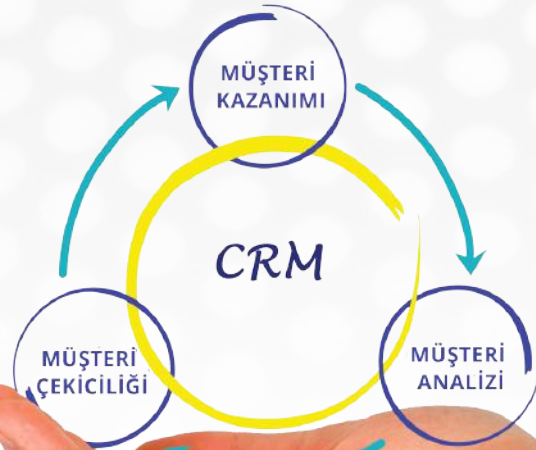 MÜŞTERİ
KAZANIMI
CRM
MÜŞTERİ
ÇEKİCİLİĞİ
MÜŞTERİ
ANALİZİ